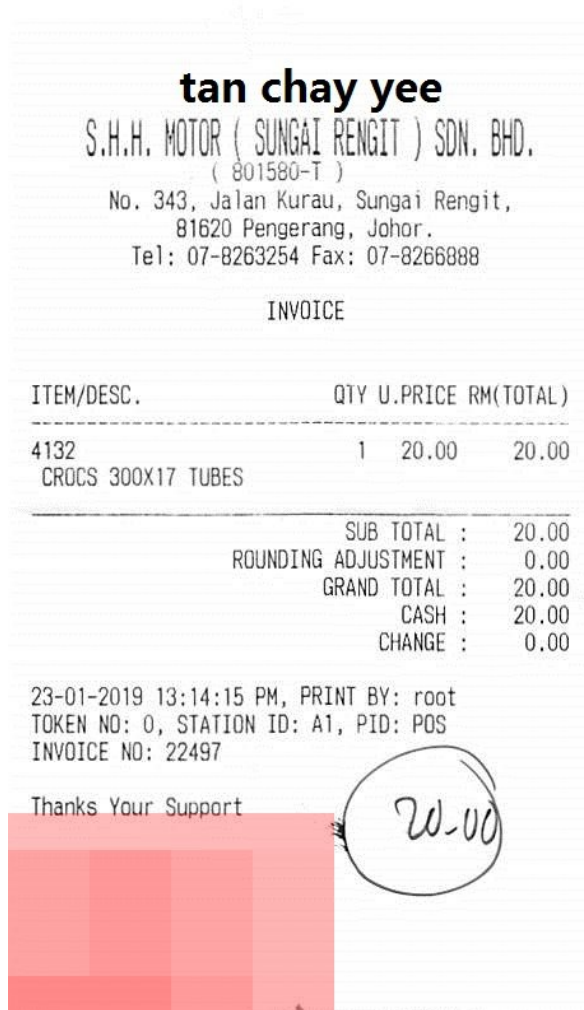 tan chay yee
S.H.H. MOTOR ( SUNGAI RENGIT ) SDN. BHD.
( 801580-T )
No. 343, Jalan Kurau, Sungai Rengit,
81620 Pengerang, Johor.
Tel: 07-8263254 Fax: 07-8266888
INVOICE
ITEM/DESC. QTY U.PRICE RM(TOTAL)
4132 1 20.00 20.00
CROCS 300X17 TUBES
SUB TOTAL : 20.00
ROUNDING ADJUSTMENT : 0.00
GRAND TOTAL : 20.00
CASH : 20.00
CHANGE : 0.00
23-01-2019 13:14:15 PM, PRINT BY: root
TOKEN NO: 0, STATION ID: A1, PID: POS
INVOICE NO: 22497
Thanks Your Support
20.00